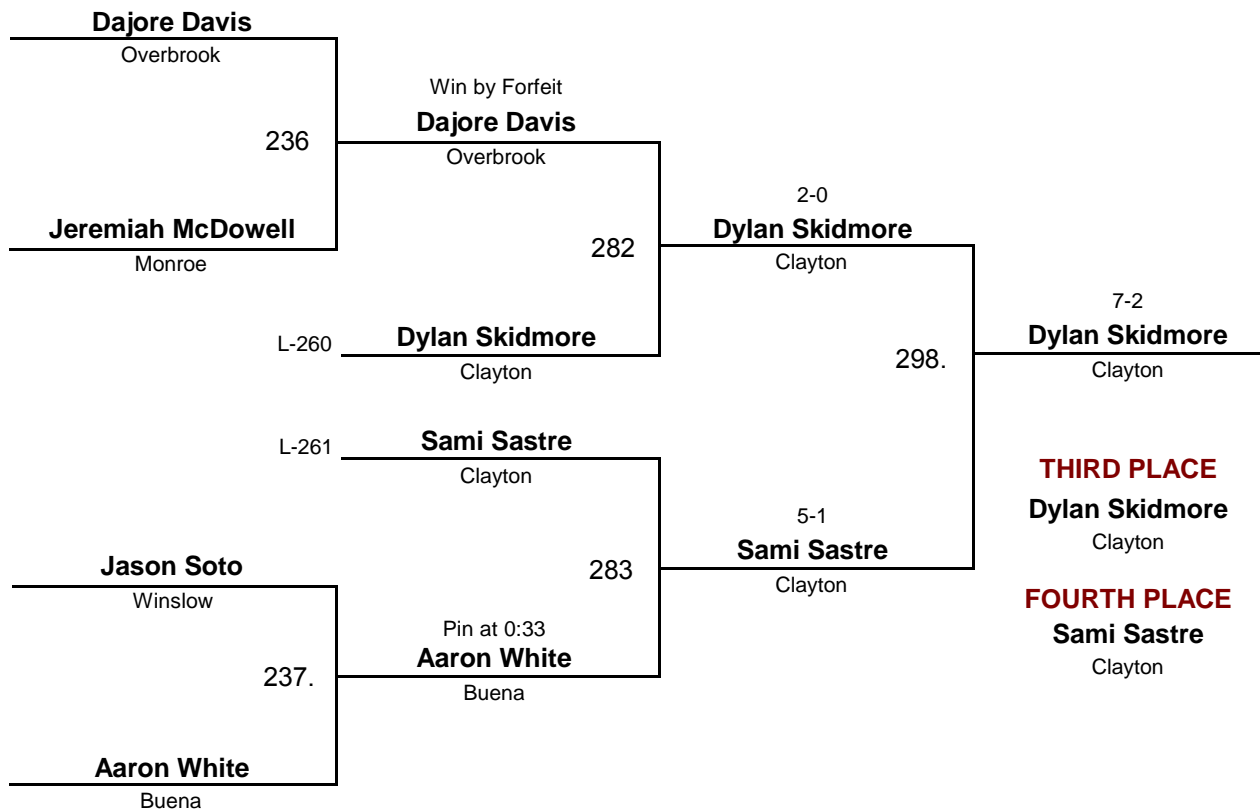 Dajore Davis
Overbrook
Win by Forfeit
Dajore Davis
236
Overbrook
2-0
Jeremiah McDowell
Dylan Skidmore
Monroe
282
Clayton
7-2
L-260
Dylan Skidmore
Dylan Skidmore
Clayton
298.
Clayton
L-261
Sami Sastre
Clayton
THIRD PLACE
Dylan Skidmore
5-1
Clayton
Jason Soto
Sami Sastre
283
Winslow
Clayton
FOURTH PLACE
Pin at 0:33
Sami Sastre
Aaron White
Clayton
237.
Buena
Aaron White
Buena